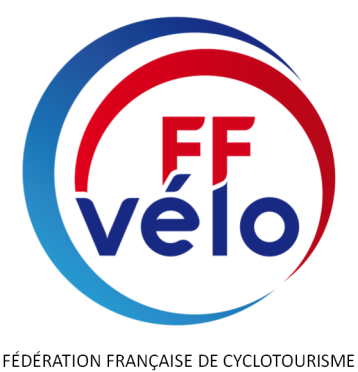 FF
vélo
FÉDÉRATION FRANÇAISE DE CYCLOTOURISME